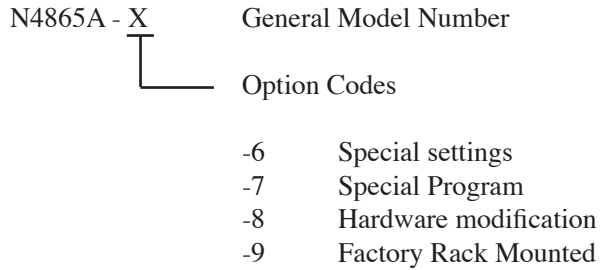 N4865A - X General Model Number
Option Codes
-6 Special settings
-7 Special Program
-8 Hardware modification
-9 Factory Rack Mounted